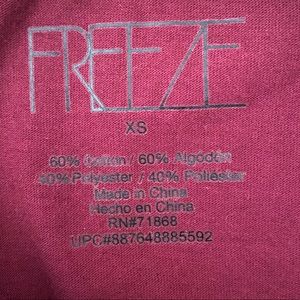 FREEZE
XS
60% Cotton / 60% Algodón
40% Polyester / 40% Poliéster
Made in China
Hecho en China
RN#71868
UPC#887648885592